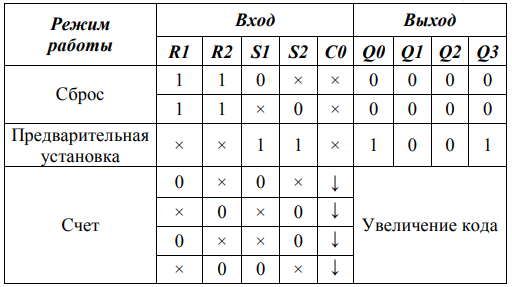 Режим работы Вход Выход
R1 R2 S1 S2 C0 Q0 Q1 Q2 Q3
Сброс 1 1 0 × × 0 0 0 0
1 1 × 0 × 0 0 0 0
Предварительная установка × × 1 1 × 1 0 0 1
Счет 0 × 0 × ↓ Увеличение кода
× 0 × 0 ↓
0 × × 0 ↓
× 0 0 × ↓